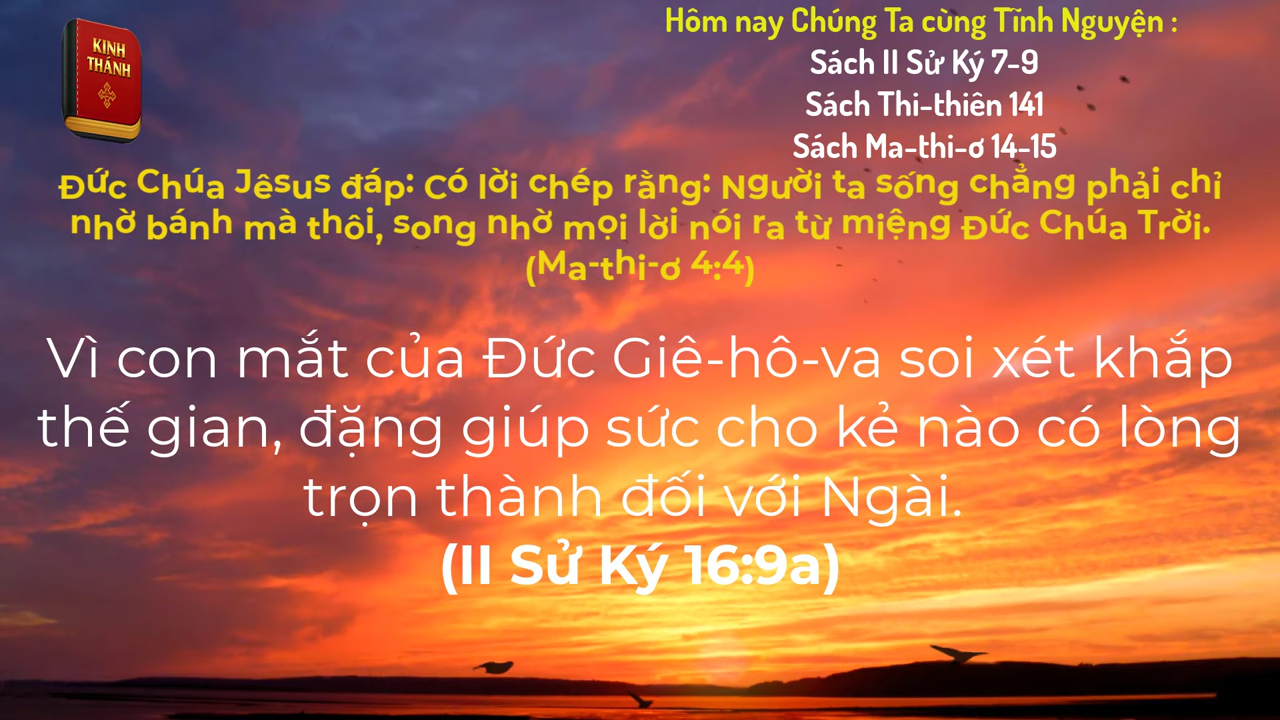 KINH
THÁNH
Hôm nay Chúng Ta cùng Tĩnh Nguyện :
Sách II Sử Ký 7-9
Sách Thi-thiên 141
Sách Ma-thi-ơ 14-15
Đức Chúa Jêsus đáp: Có lời chép rằng: Người ta sống chẳng phải chỉ
nhờ bánh mà thôi, song nhờ mọi lời nói ra từ miệng Đức Chúa Trời.
(Ma-thi-ơ 4:4)
Vì con mắt của Đức Giê-hô-va soi xét khắp
thế gian, đặng giúp sức cho kẻ nào có lòng
trọn thành đối với Ngài.
(II Sử Ký 16:9a)